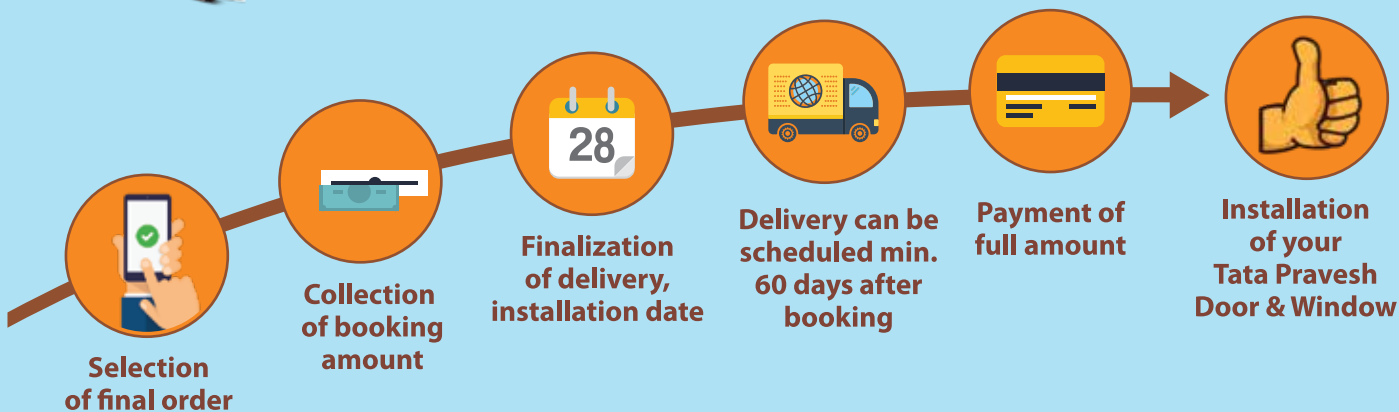 Selection
of final order
Collection
of booking
amount
28
Finalization
of delivery,
installation date
Delivery can be
scheduled min.
60 days after
booking
Payment of
full amount
Installation
of your
Tata Pravesh
Door & Window